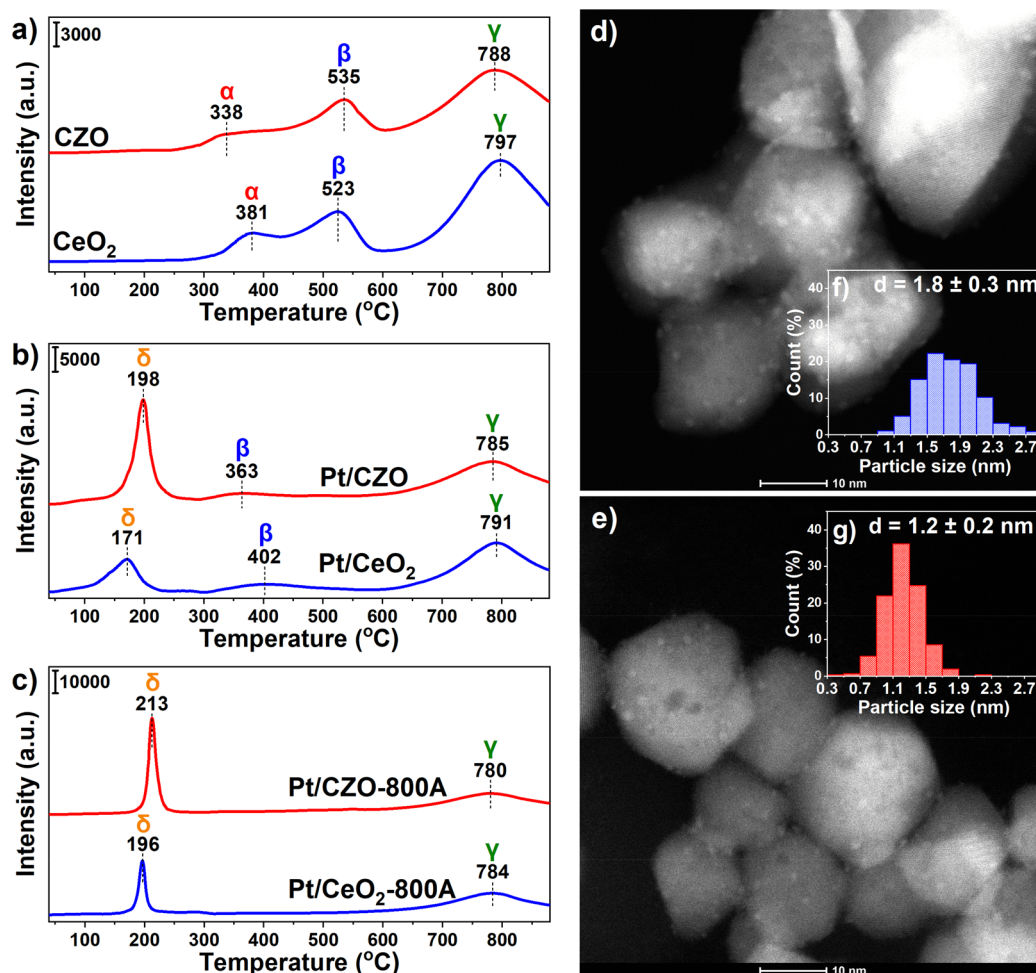 a)
3000
Intensity (a.u.)
γ
788
β
535
α
338
CZO
γ
797
β
523
α
381
CeO₂
100 200 300 400 500 600 700 800
Temperature (°C)
b)
5000
Intensity (a.u.)
δ
198
β
363
γ
785
Pt/CZO
δ
171
β
402
γ
791
Pt/CeO₂
100 200 300 400 500 600 700 800
Temperature (°C)
c)
10000
Intensity (a.u.)
δ
213
γ
780
Pt/CZO-800A
δ
196
γ
784
Pt/CeO₂-800A
100 200 300 400 500 600 700 800
Temperature (°C)
d)
f)
d = 1.8 ± 0.3 nm
Count (%)
40
30
20
10
0
0.3 0.7 1.1 1.5 1.9 2.3 2.7
Particle size (nm)
10 nm
e)
g)
d = 1.2 ± 0.2 nm
Count (%)
40
30
20
10
0
0.3 0.7 1.1 1.5 1.9 2.3 2.7
Particle size (nm)
10 nm